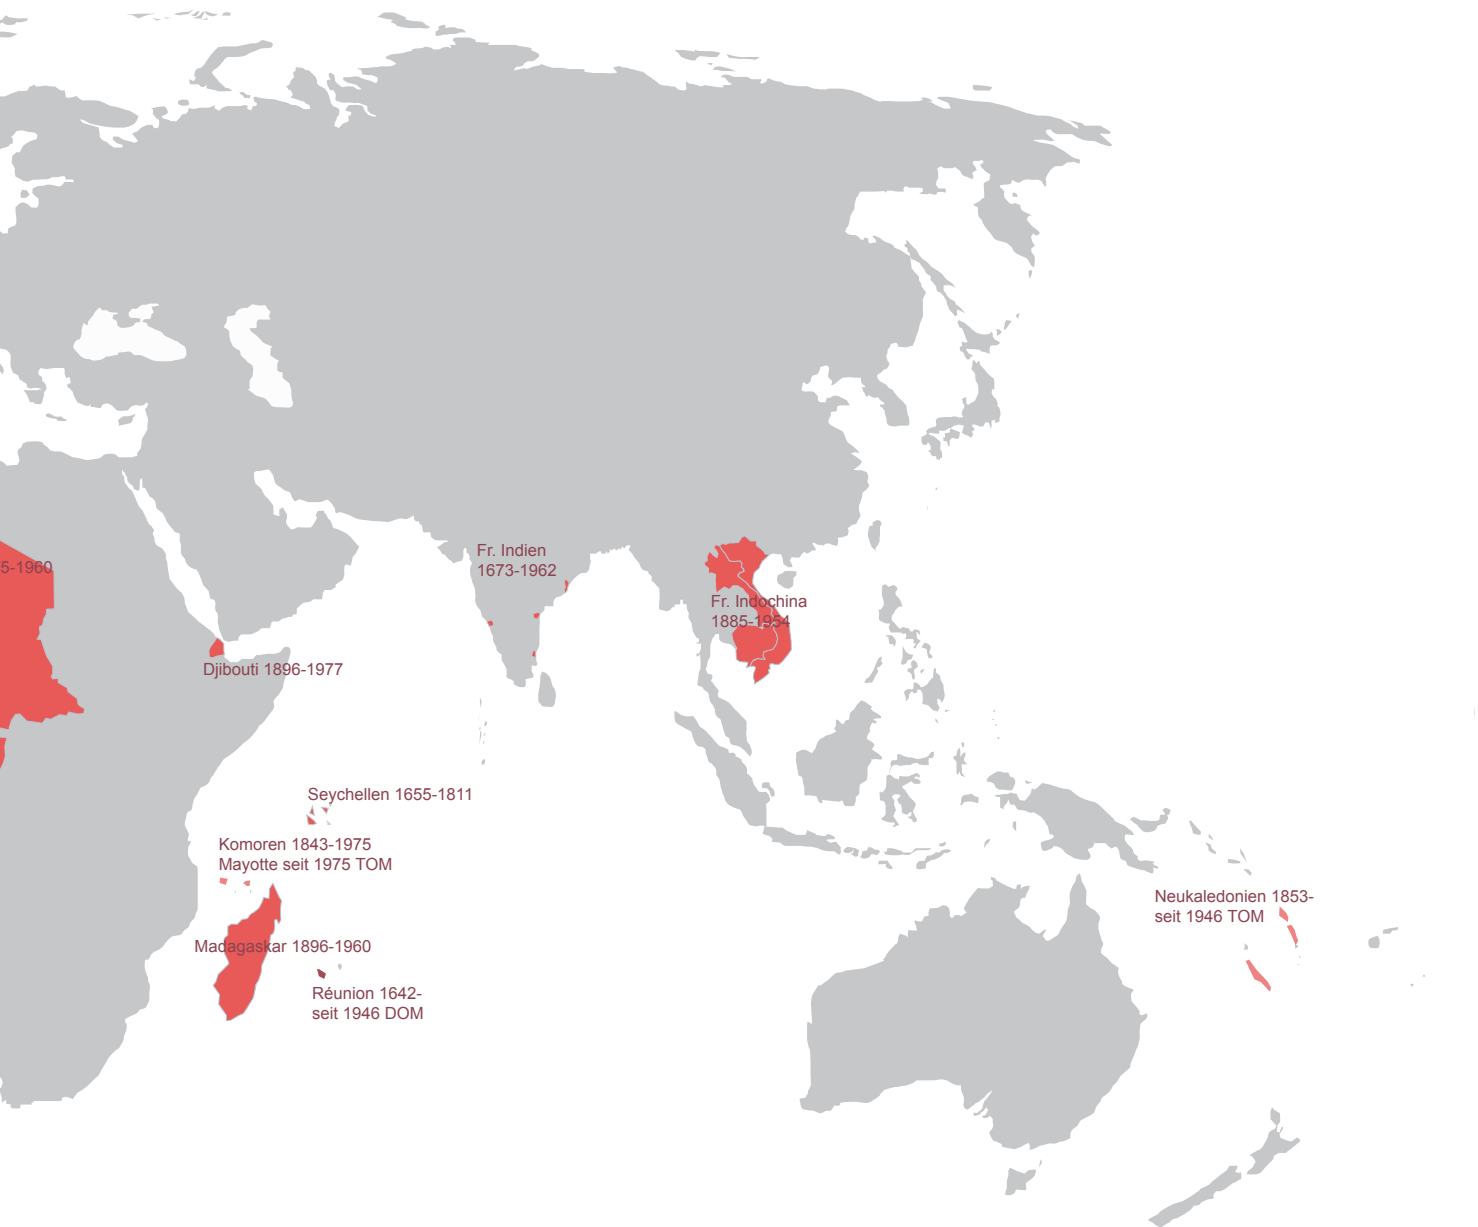 Fr. Indien
1673-1962
5-1960
Fr. Indochina
1885-1954
Djibouti 1896-1977
Seychellen 1655-1811
Komoren 1843-1975
Mayotte seit 1975 TOM
Neukaledonien 1853-
seit 1946 TOM
Madagaskar 1896-1960
Réunion 1642-
seit 1946 DOM